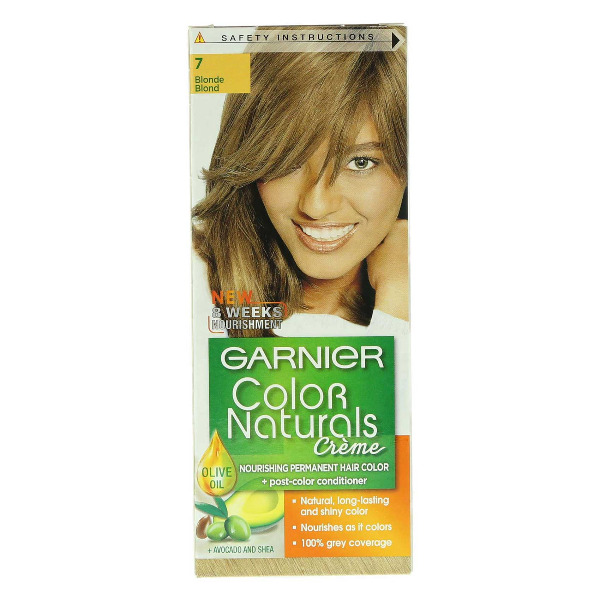 SAFETY INSTRUCTIONS
7
Blonde
Blond
NEW
8 WEEKS
NOURISHMENT
GARNIER
Color
Naturals
Crème
NOURISHING PERMANENT HAIR COLOR
+ post-color conditioner
OLIVE
OIL
+ AVOCADO AND SHEA
• Natural, long-lasting
and shiny color
• Nourishes as it colors
• 100% grey coverage